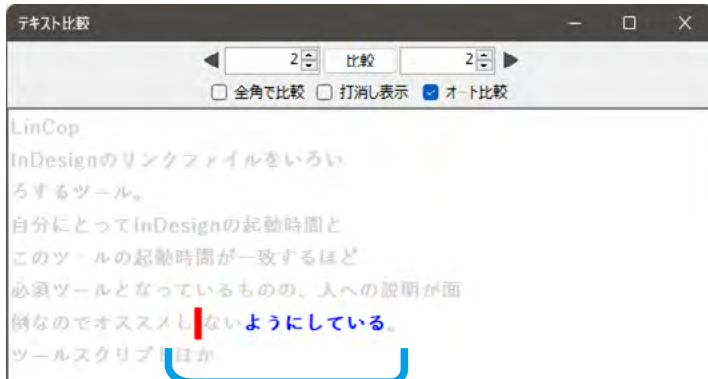 テキスト比較
2 比較 2
全角で比較 打消し表示 オート比較
LinCop
InDesignのリンクファイルをいろい
ろするツール。
自分にとってInDesignの起動時間と
このツールの起動時間が一致するほど
必須ツールとなっているものの、人への説明が面
倒なのでオススメしないようにしている。
ツールスクリプトほか